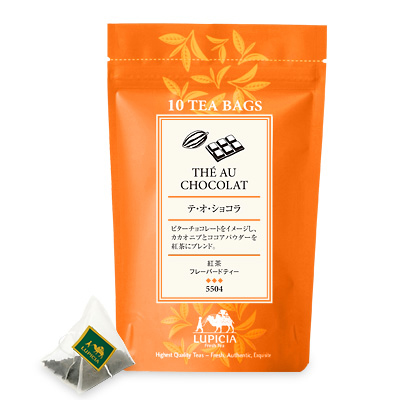 10 TEA BAGS
THÉ AU
CHOCOLAT
テ・オ・ショコラ
ビターチョコレートをイメージし、
カカオニブとココアパウダーを
紅茶にブレンド。
紅茶
フレーバードティー
5504
LUPICIA
Fresh Tea
Highest Quality Teas – Fresh, Authentic, Exquisite